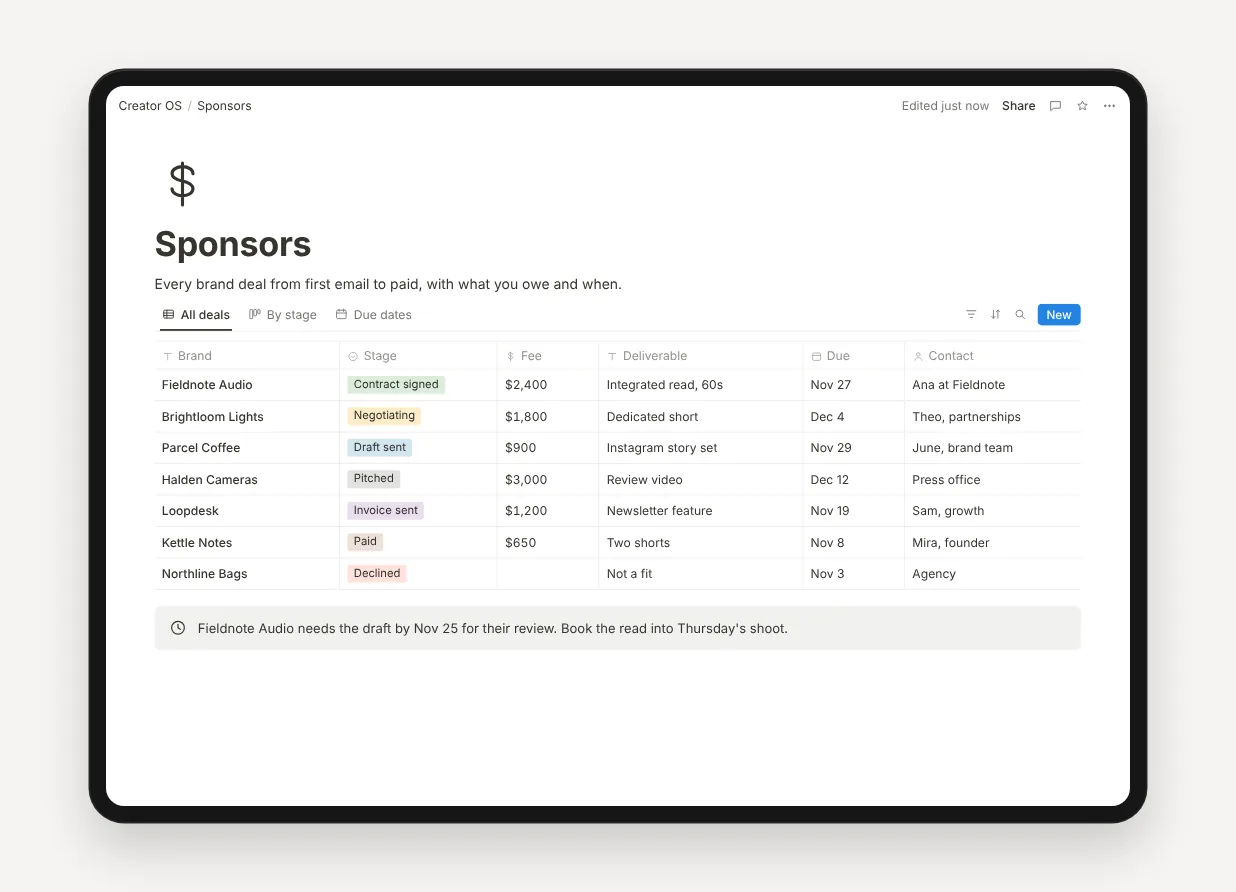 Creator OS / Sponsors
Edited just now Share
Sponsors
Every brand deal from first email to paid, with what you owe and when.
All deals By stage Due dates
New
Brand Stage Fee Deliverable Due Contact
Fieldnote Audio Contract signed $2,400 Integrated read, 60s Nov 27 Ana at Fieldnote
Brightloom Lights Negotiating $1,800 Dedicated short Dec 4 Theo, partnerships
Parcel Coffee Draft sent $900 Instagram story set Nov 29 June, brand team
Halden Cameras Pitched $3,000 Review video Dec 12 Press office
Loopdesk Invoice sent $1,200 Newsletter feature Nov 19 Sam, growth
Kettle Notes Paid $650 Two shorts Nov 8 Mira, founder
Northline Bags Declined Not a fit Nov 3 Agency
Fieldnote Audio needs the draft by Nov 25 for their review. Book the read into Thursday's shoot.